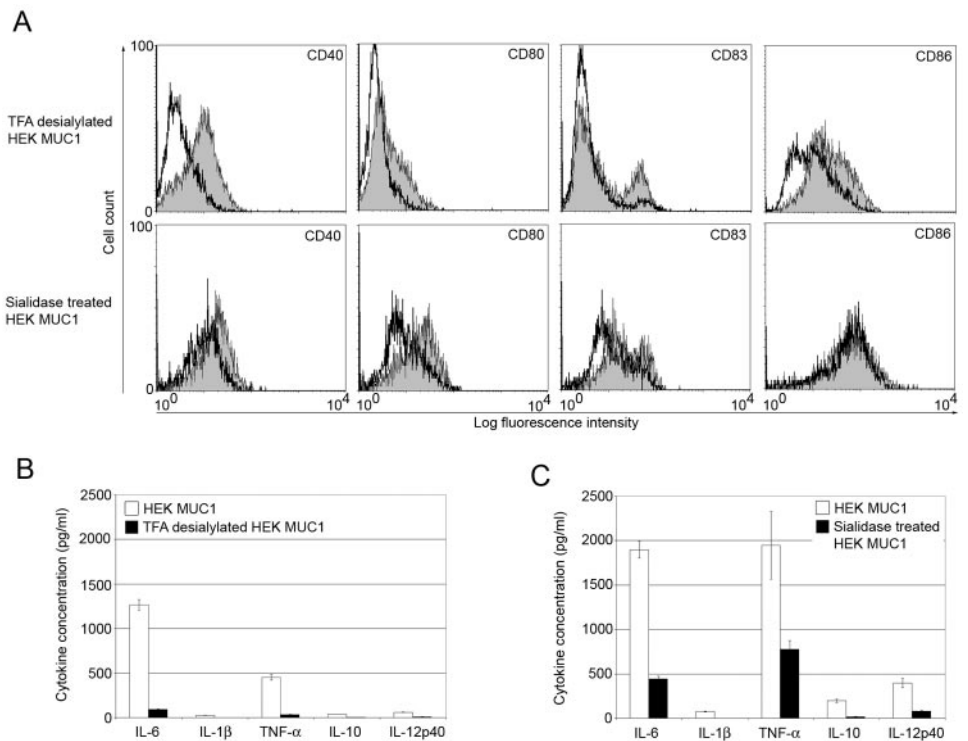 A
CD40
CD80
CD83
CD86
100
0
TFA desialylated
HEK MUC1
Cell count
CD40
CD80
CD83
CD86
100
0
Sialidase treated
HEK MUC1
10⁰ 10⁴ 10⁰ 10⁴ 10⁰ 10⁴ 10⁰ 10⁴
Log fluorescence intensity
B
HEK MUC1
TFA desialylated HEK MUC1
Cytokine concentration (pg/ml)
2500
2000
1500
1000
500
0
IL-6 IL-1β TNF-α IL-10 IL-12p40
C
HEK MUC1
Sialidase treated
HEK MUC1
Cytokine concentration (pg/ml)
2500
2000
1500
1000
500
0
IL-6 IL-1β TNF-α IL-10 IL-12p40